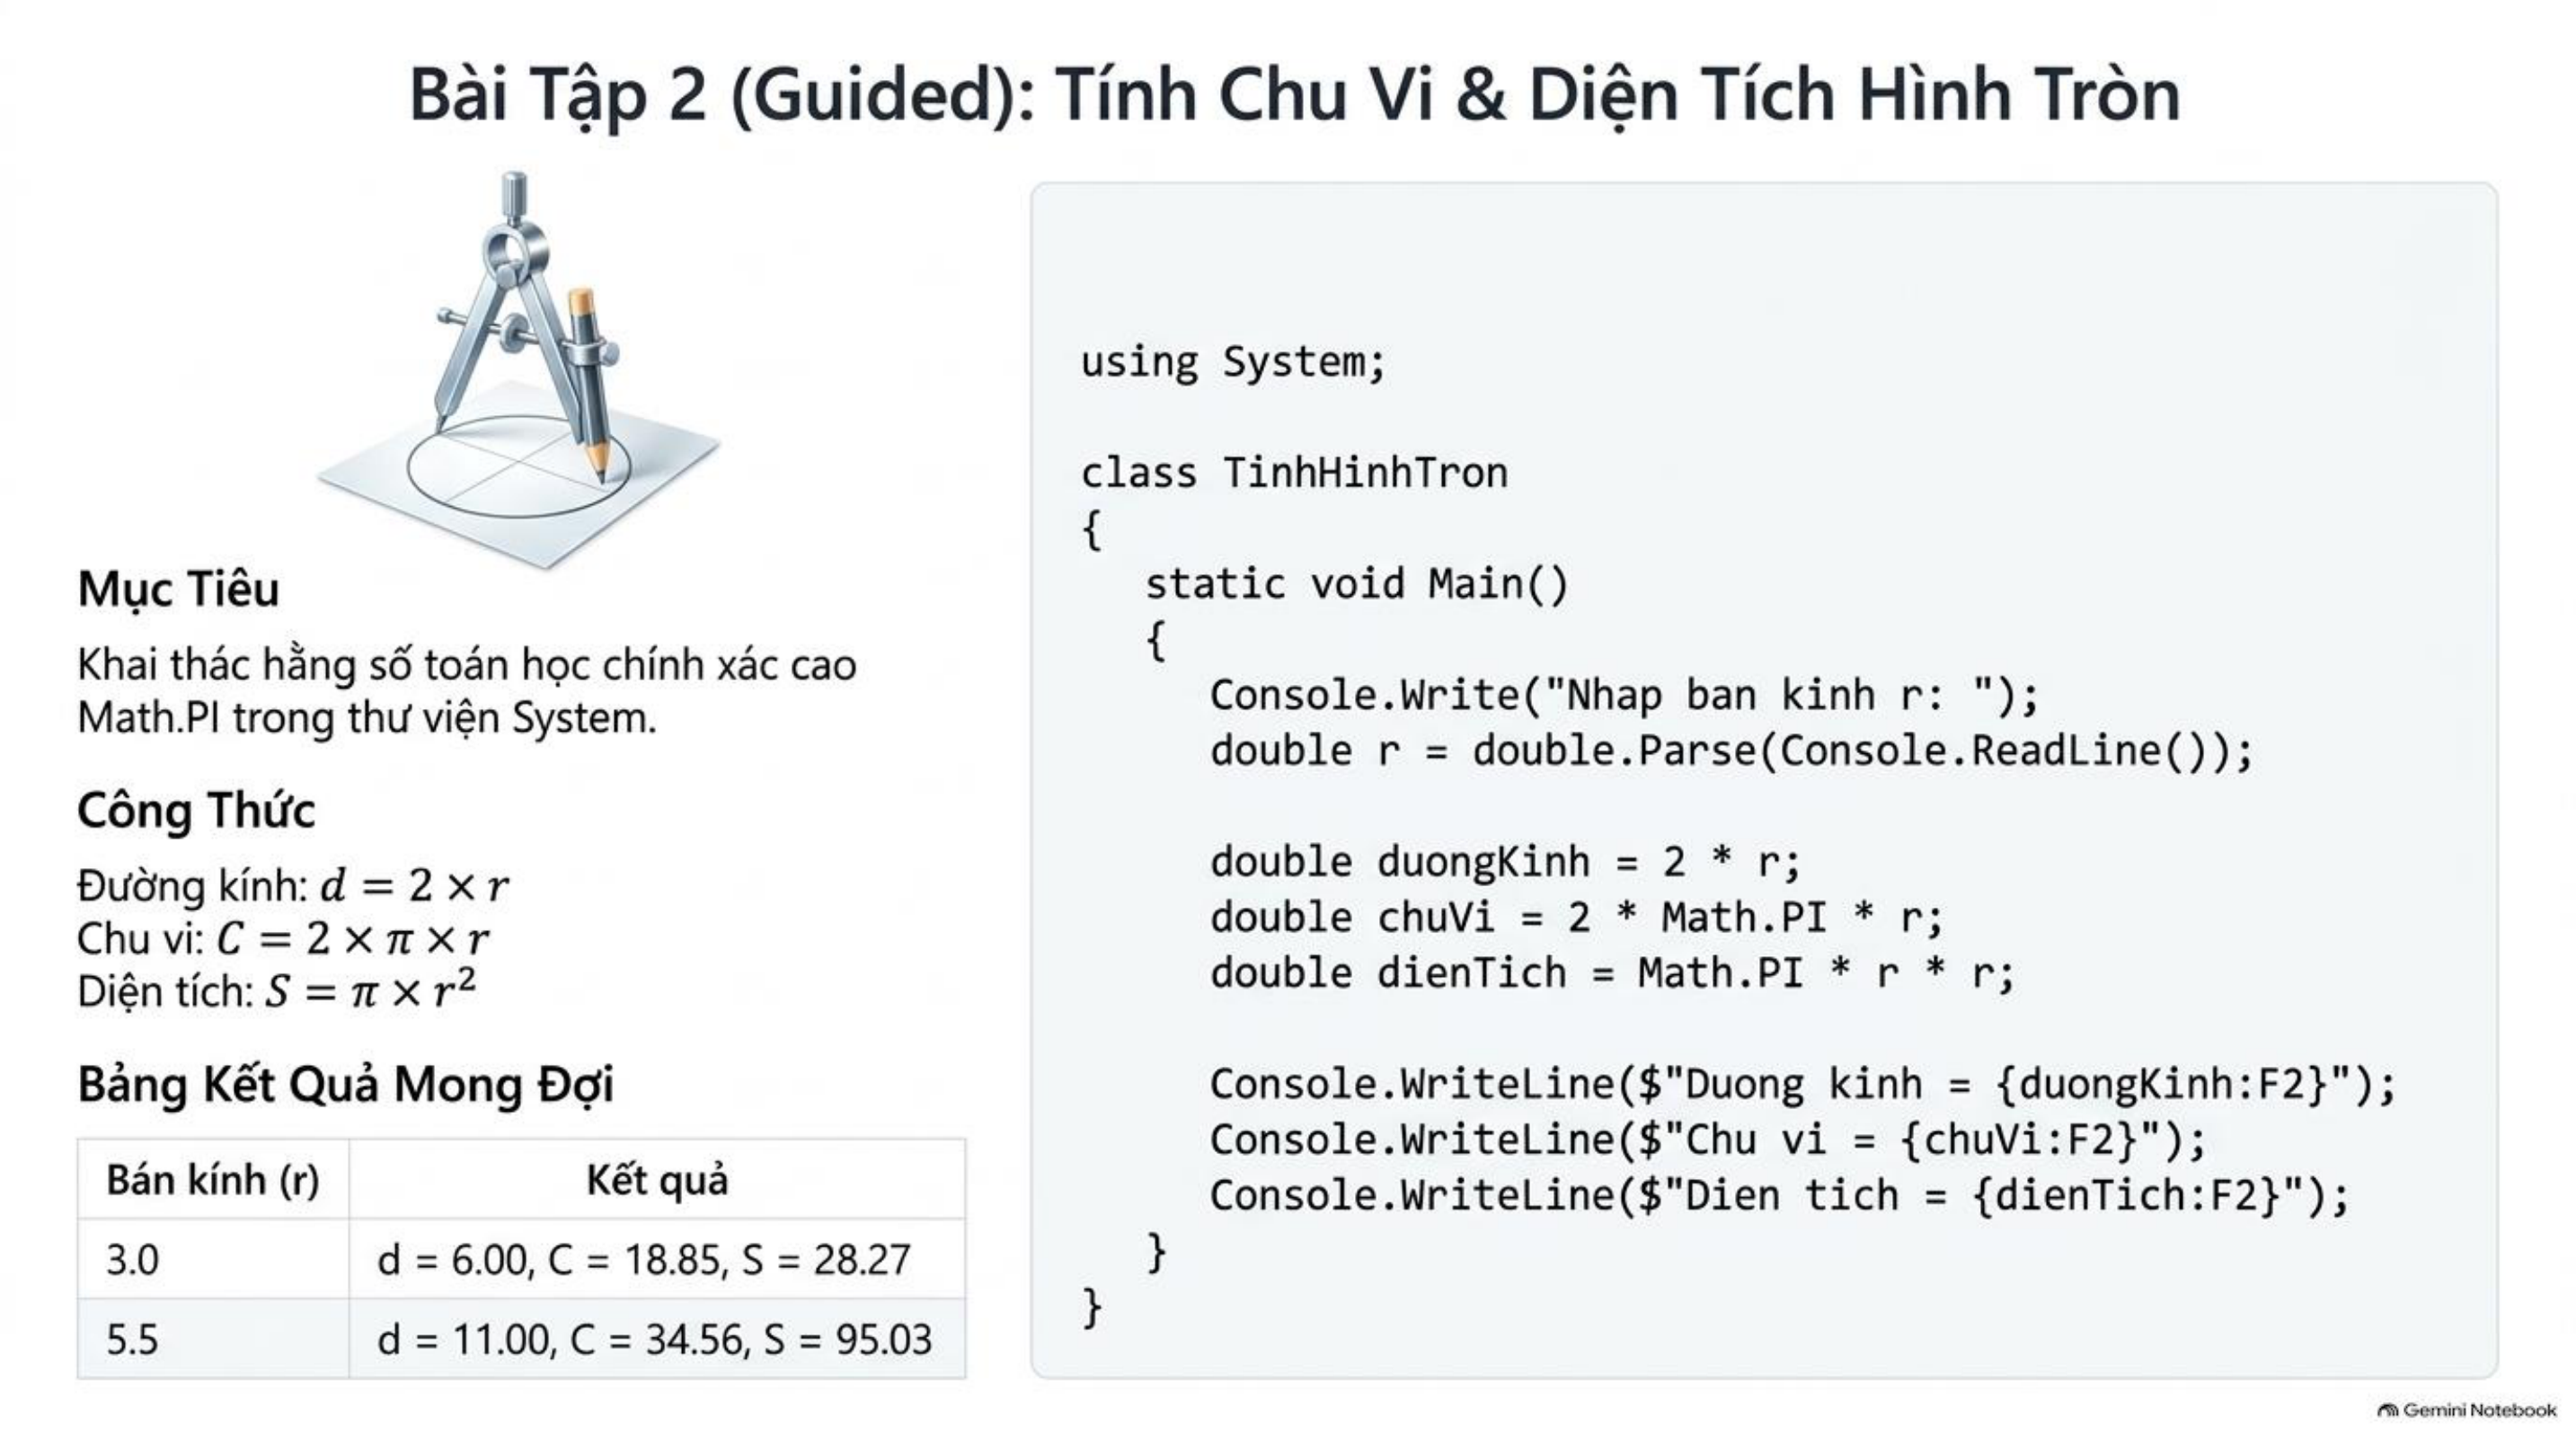 Bài Tập 2 (Guided): Tính Chu Vi & Diện Tích Hình Tròn
Mục Tiêu
Khai thác hằng số toán học chính xác cao
Math.PI trong thư viện System.
Công Thức
Đường kính: d = 2 × r
Chu vi: C = 2 × π × r
Diện tích: S = π × r²
Bảng Kết Quả Mong Đợi
Bán kính (r) Kết quả
3.0 d = 6.00, C = 18.85, S = 28.27
5.5 d = 11.00, C = 34.56, S = 95.03
using System;
class TinhHinhTron
{
static void Main()
{
Console.Write("Nhap ban kinh r: ");
double r = double.Parse(Console.ReadLine());
double duongKinh = 2 * r;
double chuVi = 2 * Math.PI * r;
double dienTich = Math.PI * r * r;
Console.WriteLine($"Duong kinh = {duongKinh:F2}");
Console.WriteLine($"Chu vi = {chuVi:F2}");
Console.WriteLine($"Dien tich = {dienTich:F2}");
}
}
Gemini Notebook